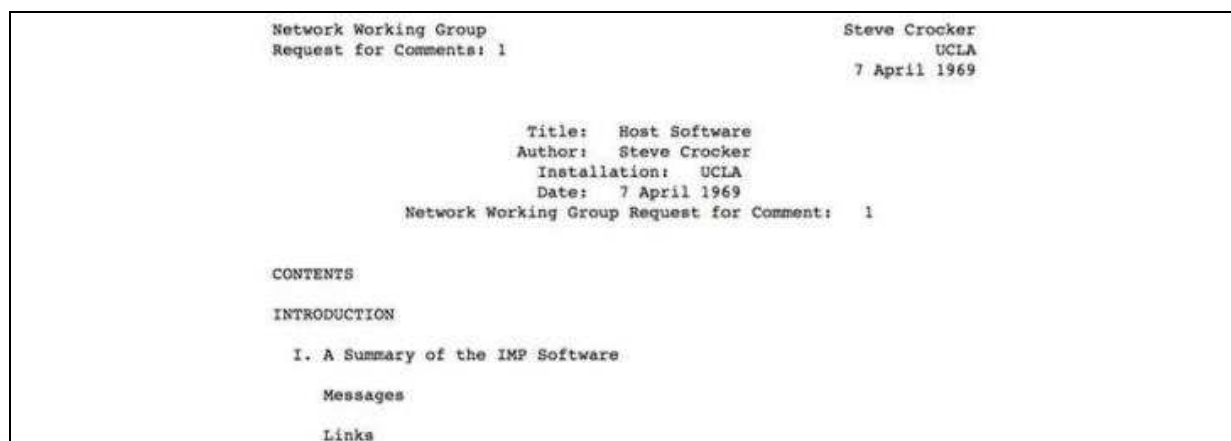 Network Working Group Steve Crocker
Request for Comments: 1 UCLA
7 April 1969
Title: Host Software
Author: Steve Crocker
Installation: UCLA
Date: 7 April 1969
Network Working Group Request for Comment: 1
CONTENTS
INTRODUCTION
I. A Summary of the IMP Software
Messages
Links